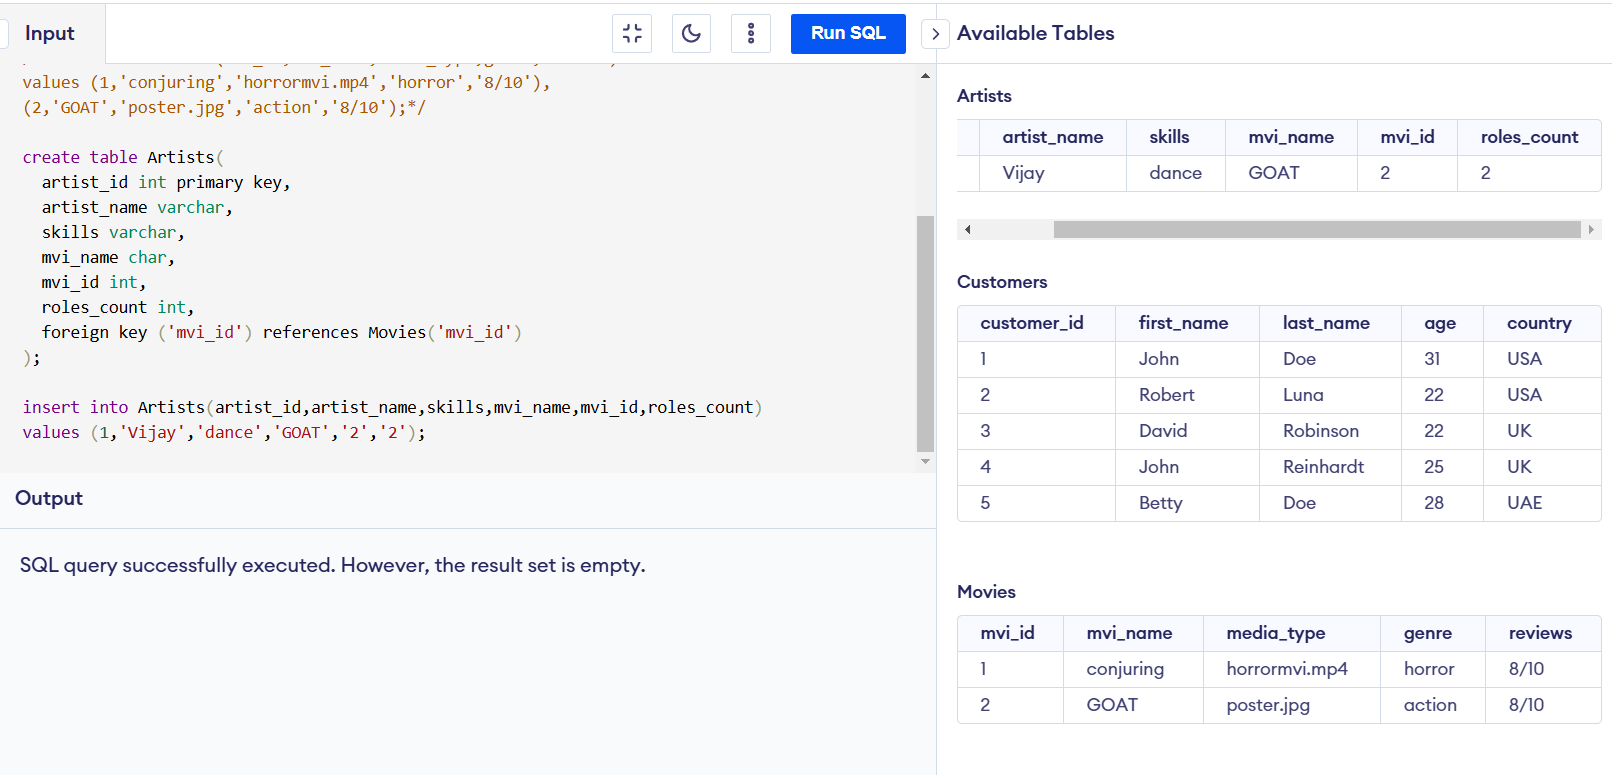 Input
Run SQL
values (1,'conjuring','horrormvi.mp4','horror','8/10'),
(2,'GOAT','poster.jpg','action','8/10');*/
create table Artists(
artist_id int primary key,
artist_name varchar,
skills varchar,
mvi_name char,
mvi_id int,
roles_count int,
foreign key ('mvi_id') references Movies('mvi_id')
);
insert into Artists(artist_id,artist_name,skills,mvi_name,mvi_id,roles_count)
values (1,'Vijay','dance','GOAT','2','2');
Output
SQL query successfully executed. However, the result set is empty.
Available Tables
Artists
artist_name skills mvi_name mvi_id roles_count
Vijay dance GOAT 2 2
Customers
customer_id first_name last_name age country
1 John Doe 31 USA
2 Robert Luna 22 USA
3 David Robinson 22 UK
4 John Reinhardt 25 UK
5 Betty Doe 28 UAE
Movies
mvi_id mvi_name media_type genre reviews
1 conjuring horrormvi.mp4 horror 8/10
2 GOAT poster.jpg action 8/10